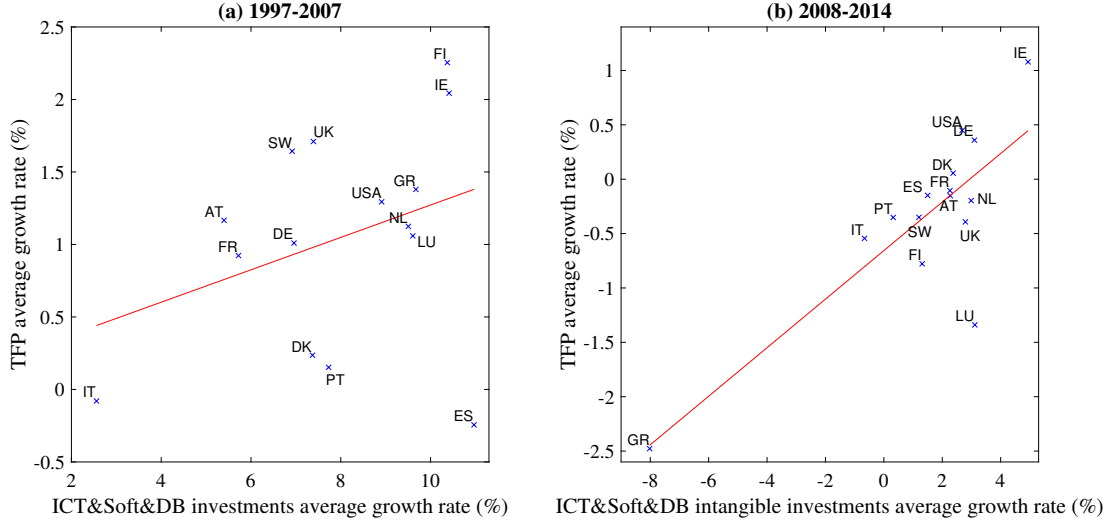 (a) 1997-2007
TFP average growth rate (%)
2.5
2
1.5
1
0.5
0
-0.5
FI
IE
UK
SW
GR
USA
AT
NL
LU
DE
FR
DK
PT
IT
ES
2 4 6 8 10
ICT&Soft&DB investments average growth rate (%)
(b) 2008-2014
TFP average growth rate (%)
1
0.5
0
-0.5
-1
-1.5
-2
-2.5
IE
USA
DE
DK
FR
ES
AT
NL
PT
SW
UK
IT
FI
LU
GR
-8 -6 -4 -2 0 2 4
ICT&Soft&DB intangible investments average growth rate (%)